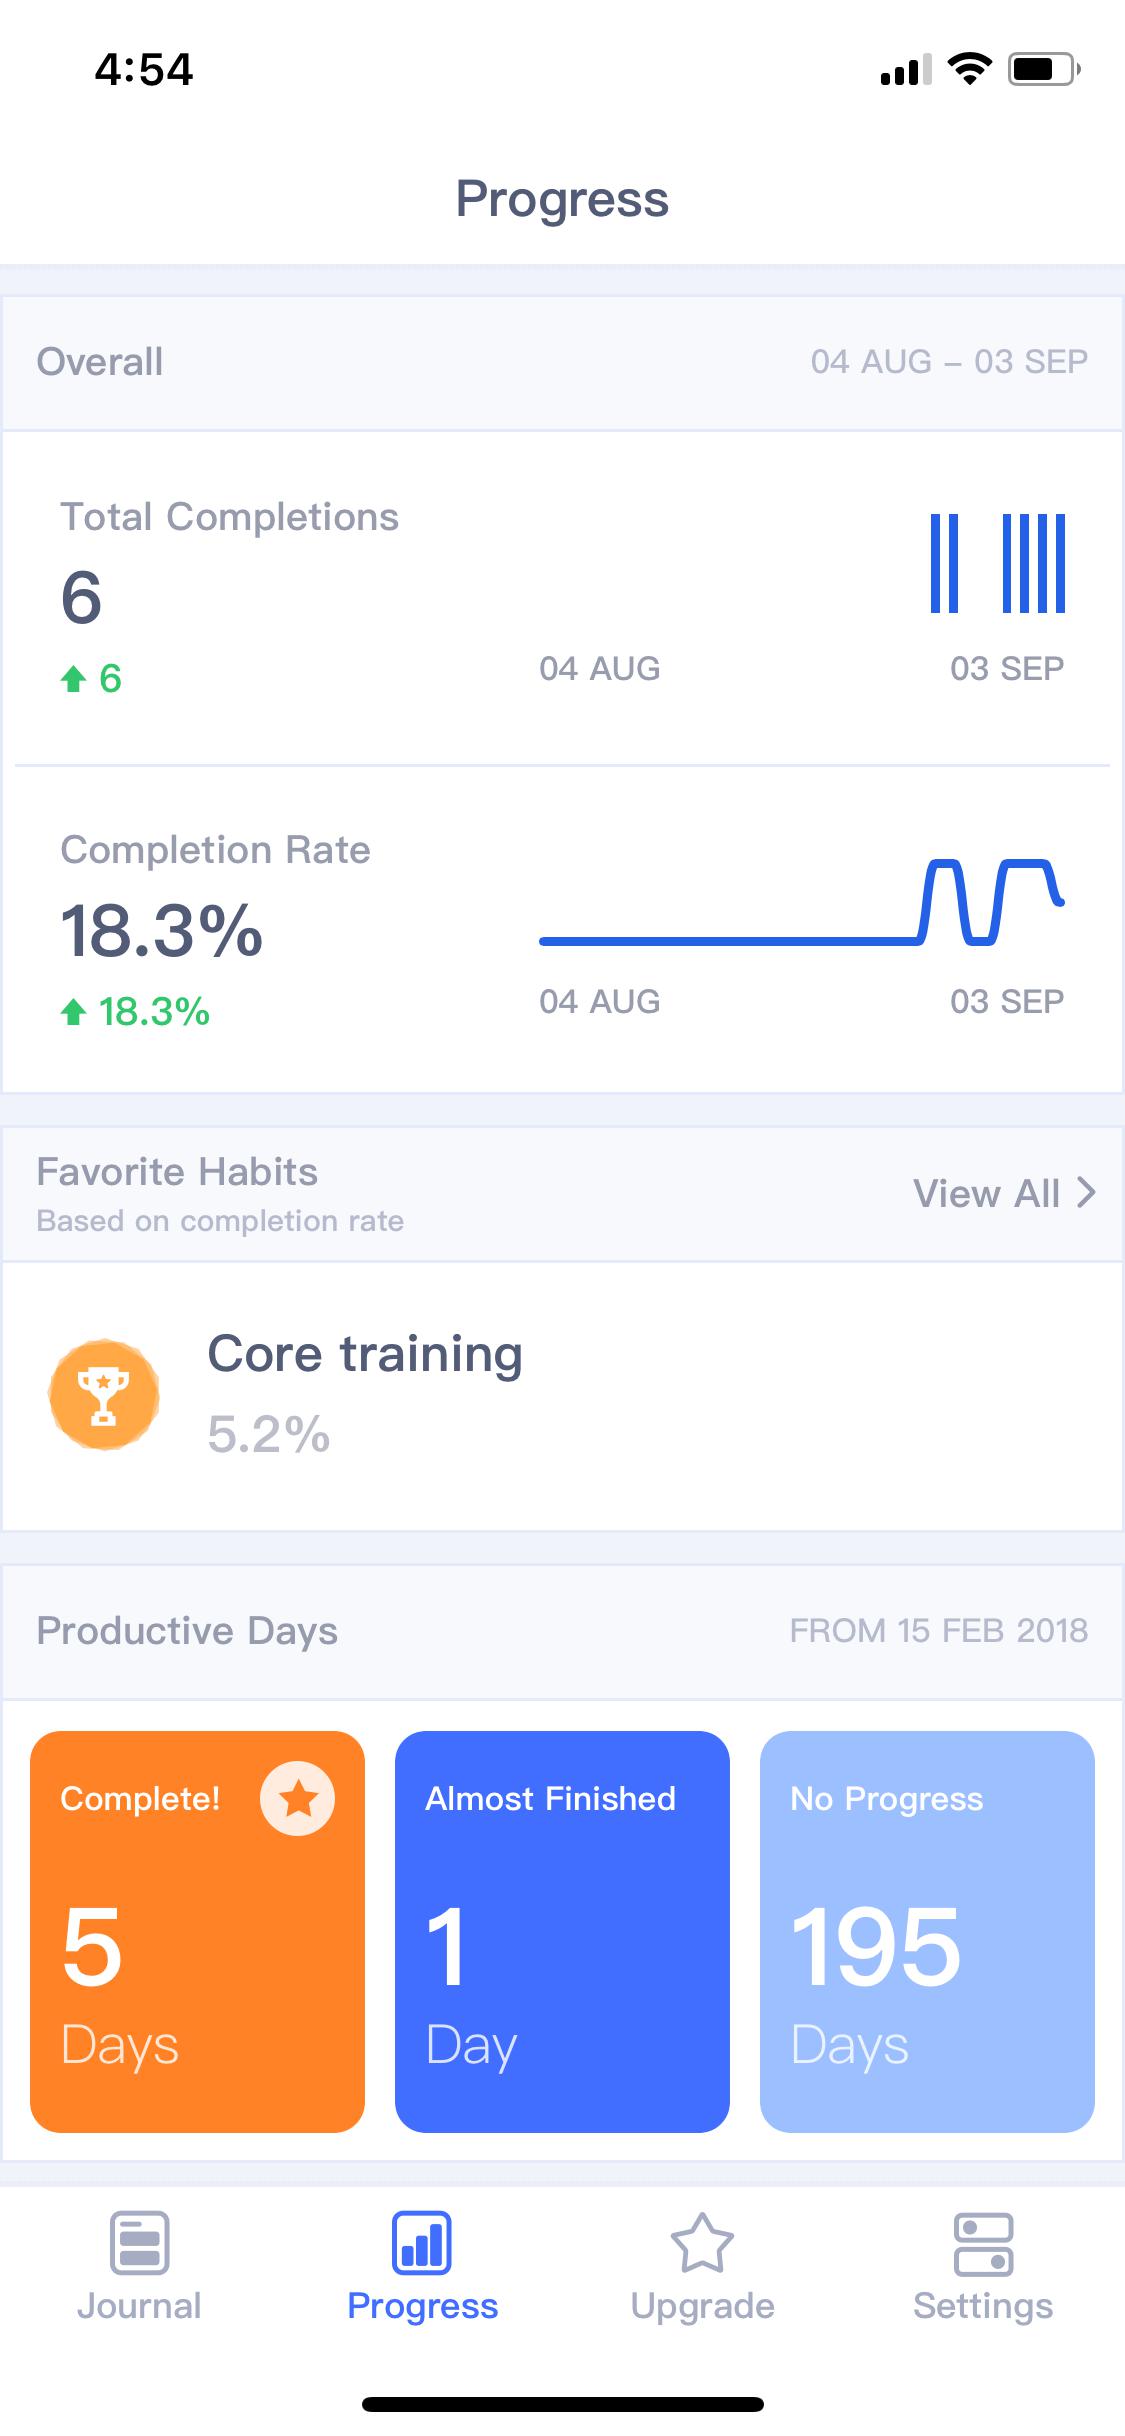 4:54
Progress
Overall
04 AUG – 03 SEP
Total Completions
6
6
04 AUG
03 SEP
Completion Rate
18.3%
18.3%
04 AUG
03 SEP
Favorite Habits
Based on completion rate
View All
Core training
5.2%
Productive Days
FROM 15 FEB 2018
Complete!
5
Days
Almost Finished
1
Day
No Progress
195
Days
Journal
Progress
Upgrade
Settings